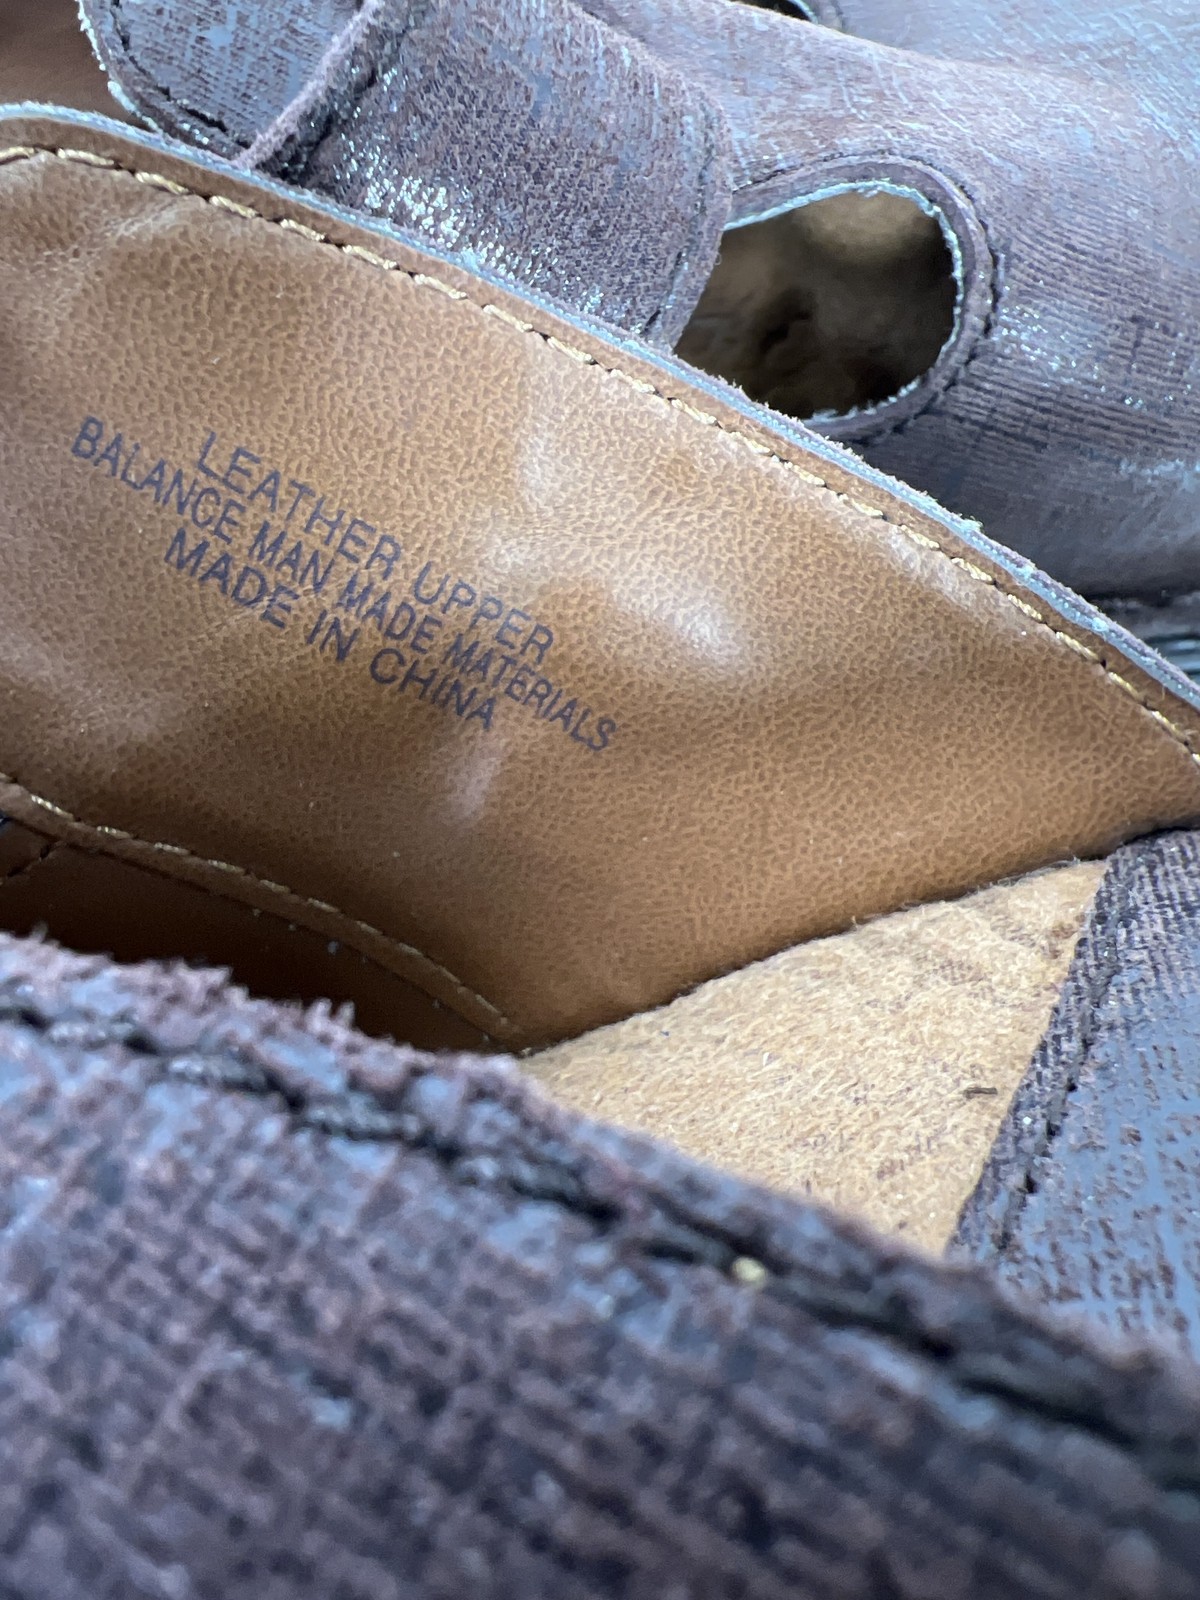 LEATHER UPPER
BALANCE MAN MADE MATERIALS
MADE IN CHINA